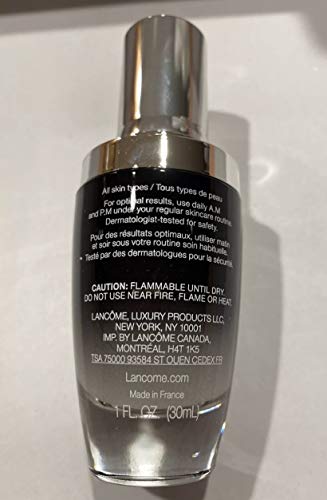 All skin types / Tous types de peau
For optimal results, use daily A.M
and P.M under your regular skincare routine.
Dermatologist-tested for safety.
Pour des résultats optimaux, utiliser matin
et soir sous votre routine soin habituelle.
Testé par des dermatologues pour la sécurité.
CAUTION: FLAMMABLE UNTIL DRY.
DO NOT USE NEAR FIRE, FLAME OR HEAT.
LANCÔME, LUXURY PRODUCTS LLC,
NEW YORK, NY 10001
IMP. BY LANCÔME CANADA,
MONTRÉAL, H4T 1K5
TSA 75000 93584 ST OUEN CEDEX FR
Lancome.com
Made in France
1 FL. OZ. (30mL)